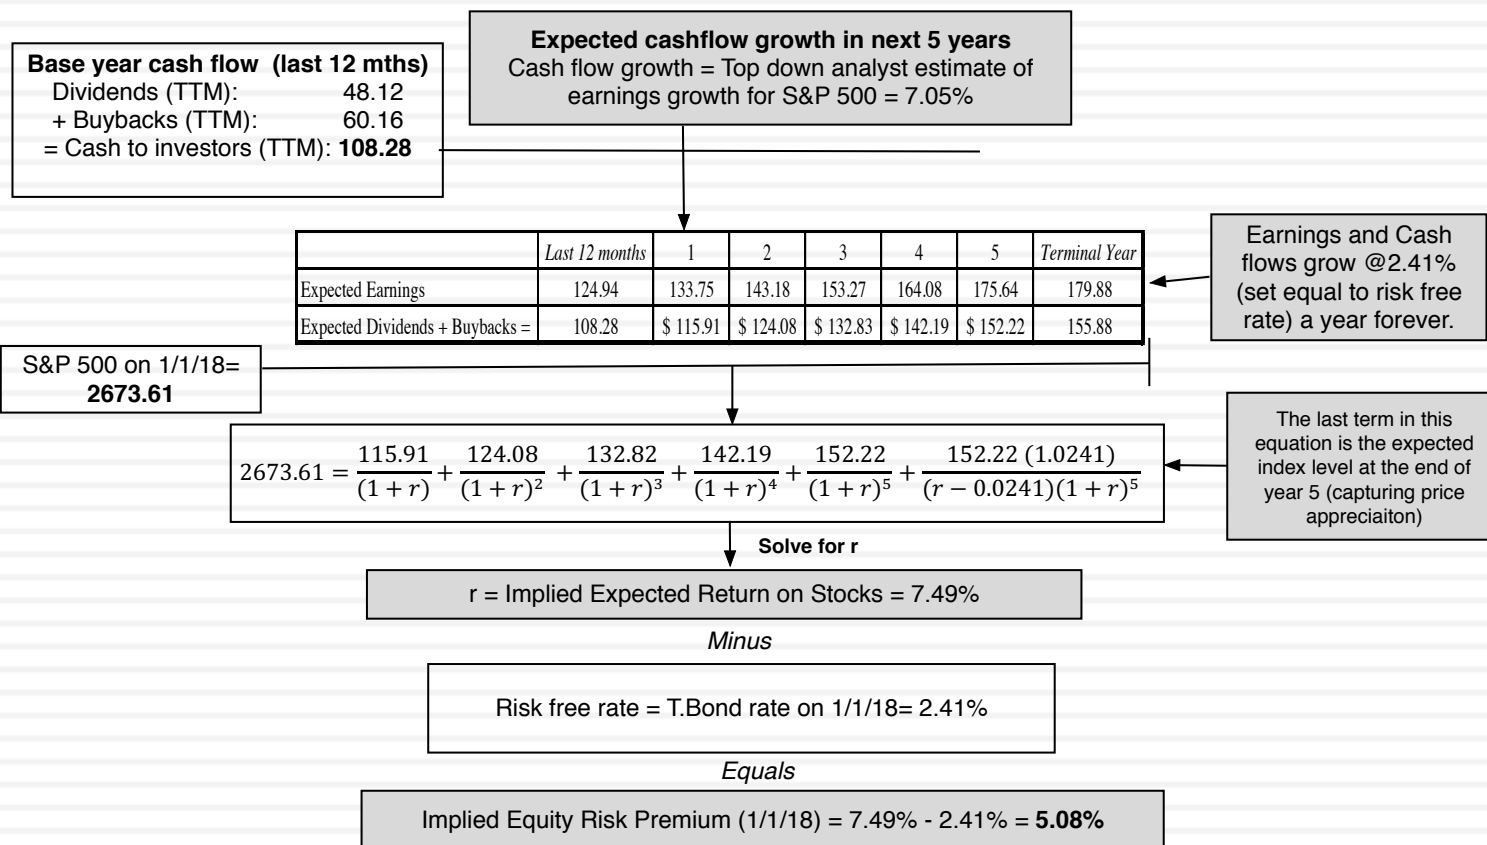 Expected cashflow growth in next 5 years
Cash flow growth = Top down analyst estimate of
earnings growth for S&P 500 = 7.05%
Base year cash flow (last 12 mths)
Dividends (TTM): 48.12
+ Buybacks (TTM): 60.16
= Cash to investors (TTM): 108.28
Last 12 months 1 2 3 4 5 Terminal Year
Expected Earnings 124.94 133.75 143.18 153.27 164.08 175.64 179.88
Expected Dividends + Buybacks = 108.28 $ 115.91 $ 124.08 $ 132.83 $ 142.19 $ 152.22 155.88
Earnings and Cash
flows grow @2.41%
(set equal to risk free
rate) a year forever.
S&P 500 on 1/1/18=
2673.61
2673.61 = 115.91/(1 + r) + 124.08/(1 + r)² + 132.82/(1 + r)³ + 142.19/(1 + r)⁴ + 152.22/(1 + r)⁵ + 152.22 (1.0241)/(r − 0.0241)(1 + r)⁵
The last term in this
equation is the expected
index level at the end of
year 5 (capturing price
appreciaiton)
Solve for r
r = Implied Expected Return on Stocks = 7.49%
Minus
Risk free rate = T.Bond rate on 1/1/18= 2.41%
Equals
Implied Equity Risk Premium (1/1/18) = 7.49% - 2.41% = 5.08%